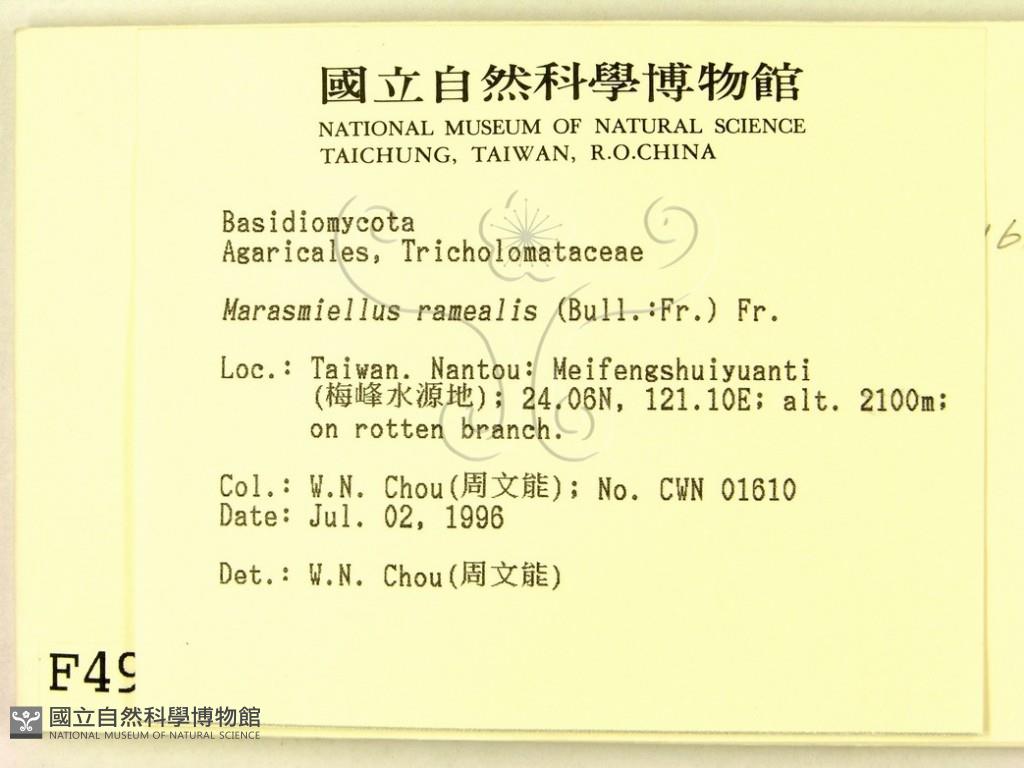 國立自然科學博物館
NATIONAL MUSEUM OF NATURAL SCIENCE
TAICHUNG, TAIWAN, R.O.CHINA
Basidiomycota
Agaricales, Tricholomataceae
Marasmiellus ramealis (Bull.:Fr.) Fr.
Loc.: Taiwan. Nantou: Meifengshuiyuanti
(梅峰水源地); 24.06N, 121.10E; alt. 2100m;
on rotten branch.
Col.: W.N. Chou(周文能); No. CWN 01610
Date: Jul. 02, 1996
Det.: W.N. Chou(周文能)
F49
國立自然科學博物館
NATIONAL MUSEUM OF NATURAL SCIENCE